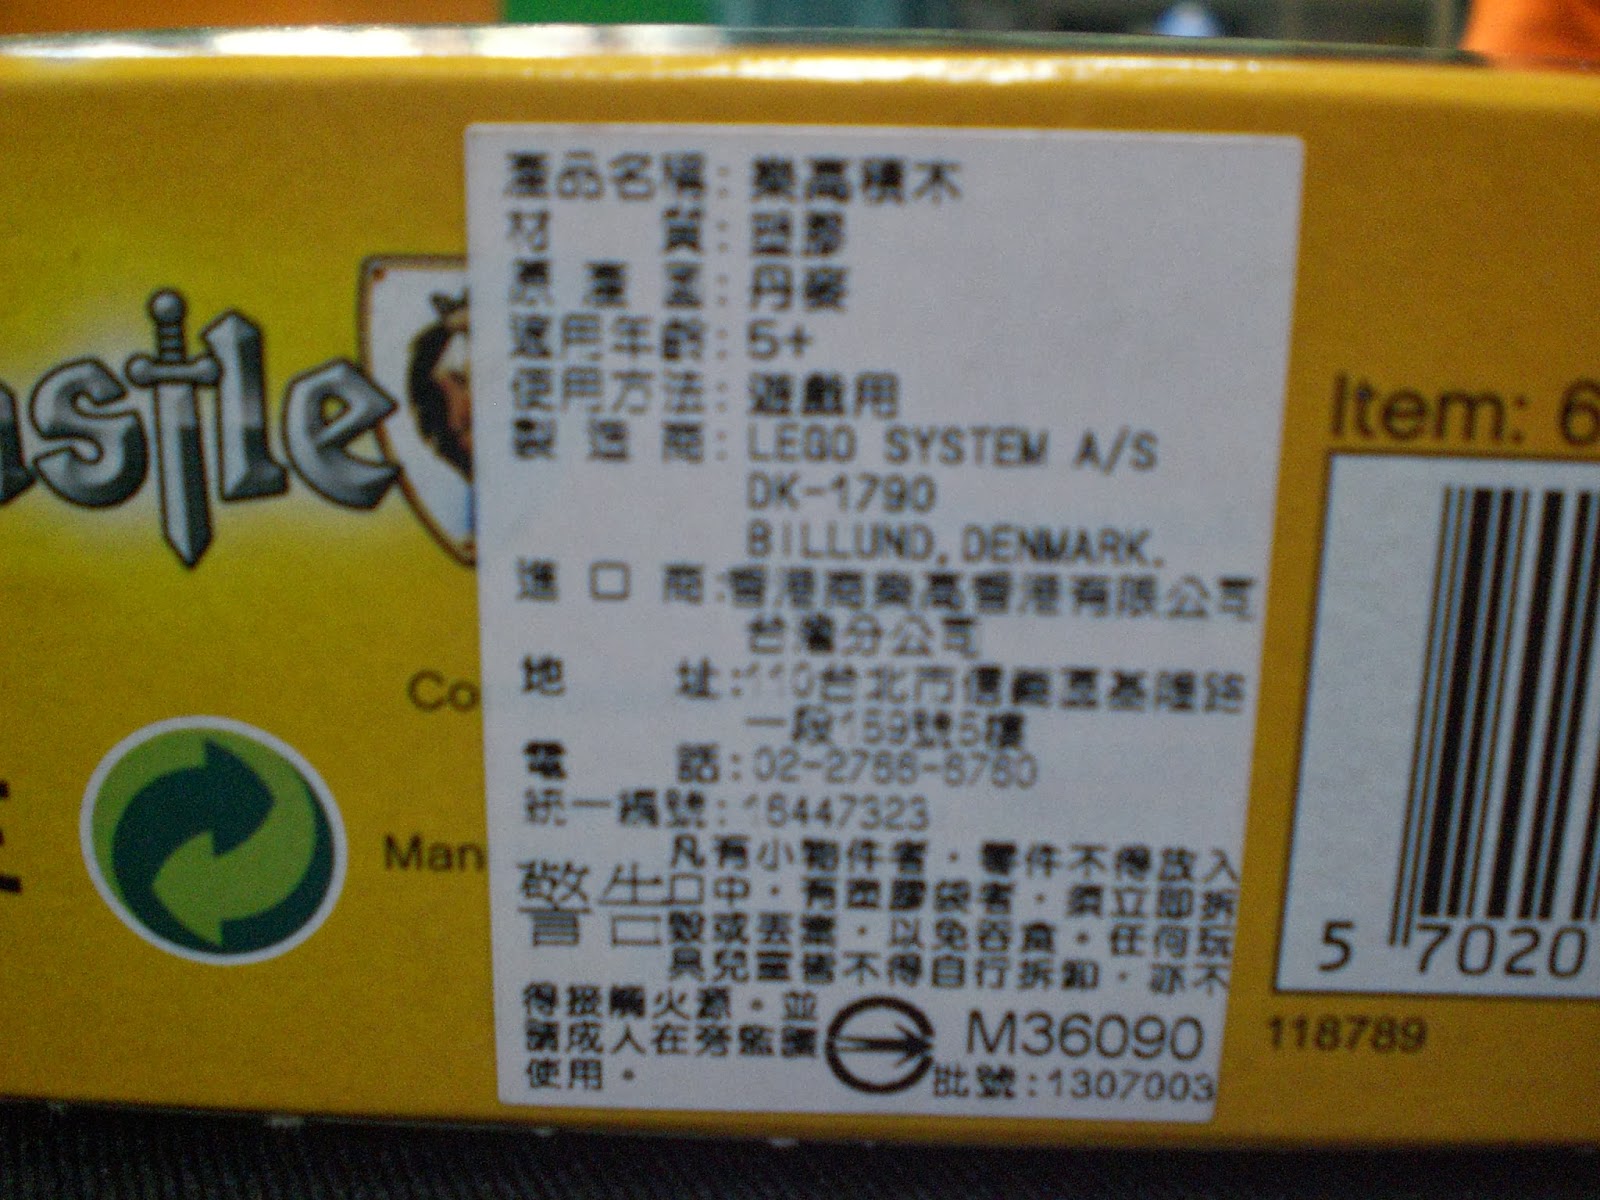 產品名稱：樂高積木
材 質：塑膠
原 產 國：丹麥
適用年齡：5+
使用方法：遊戲用
製 造 商：LEGO SYSTEM A/S
DK-1790
BILLUND, DENMARK.
進 口 商：香港商樂高香港有限公司
台灣分公司
地 址：110台北市信義區基隆路
一段159號5樓
電 話：02-2766-6760
統一編號：16447323
警告
凡有小物件者，零件不得放入
口中，有塑膠袋者，須立即拆
毀或丟棄，以免吞食。任何玩
具兒童皆不得自行拆卸，亦不
得接觸火源，並
請成人在旁監護
使用。
M36090
批號：1307003
astle
Co
Man
Item: 6
5 7020
118789